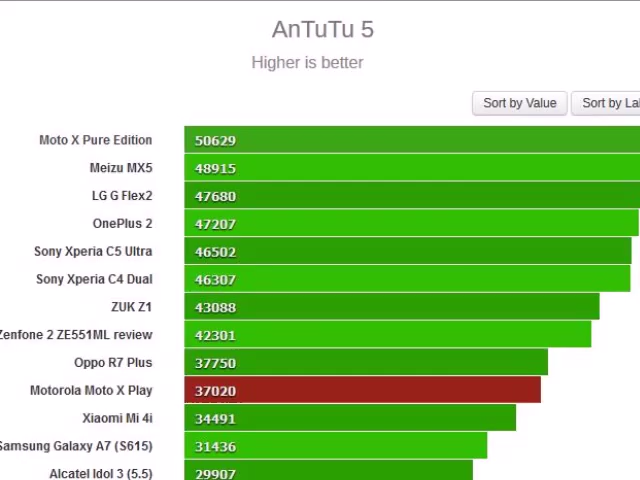 AnTuTu 5
Higher is better
Sort by Value Sort by
Moto X Pure Edition 50629
Meizu MX5 48915
LG G Flex2 47680
OnePlus 2 47207
Sony Xperia C5 Ultra 46502
Sony Xperia C4 Dual 46307
ZUK Z1 43088
Zenfone 2 ZE551ML review 42301
Oppo R7 Plus 37750
Motorola Moto X Play 37020
Xiaomi Mi 4i 34491
Samsung Galaxy A7 (S615) 31436
Alcatel Idol 3 (5.5) 29907